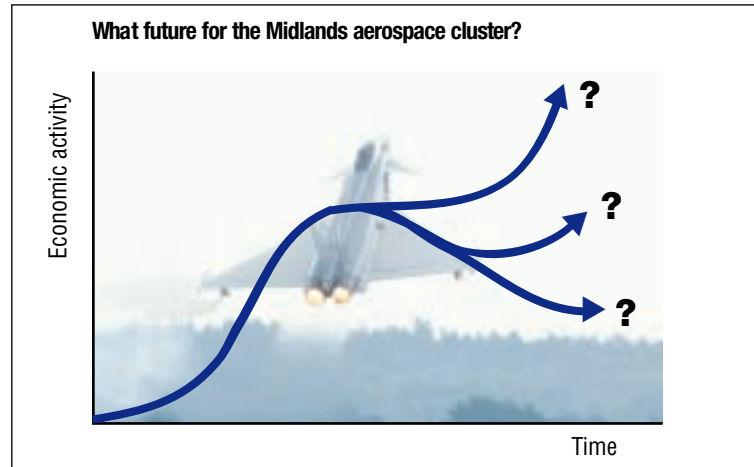 What future for the Midlands aerospace cluster?
Economic activity
?
?
?
Time